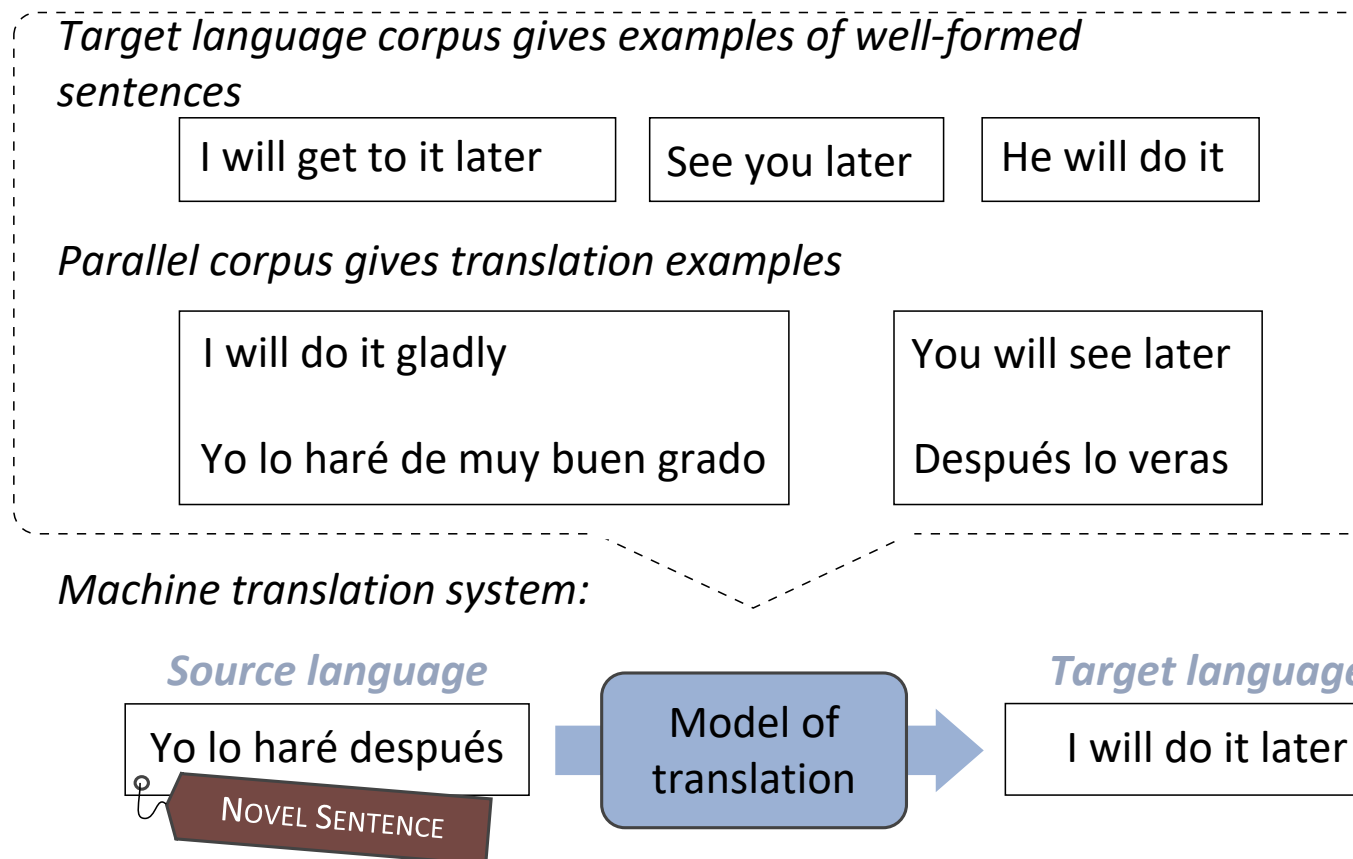 Target language corpus gives examples of well-formed
sentences
I will get to it later
See you later
He will do it
Parallel corpus gives translation examples
I will do it gladly
Yo lo haré de muy buen grado
You will see later
Después lo veras
Machine translation system:
Source language
Yo lo haré después
NOVEL SENTENCE
Model of
translation
Target language
I will do it later